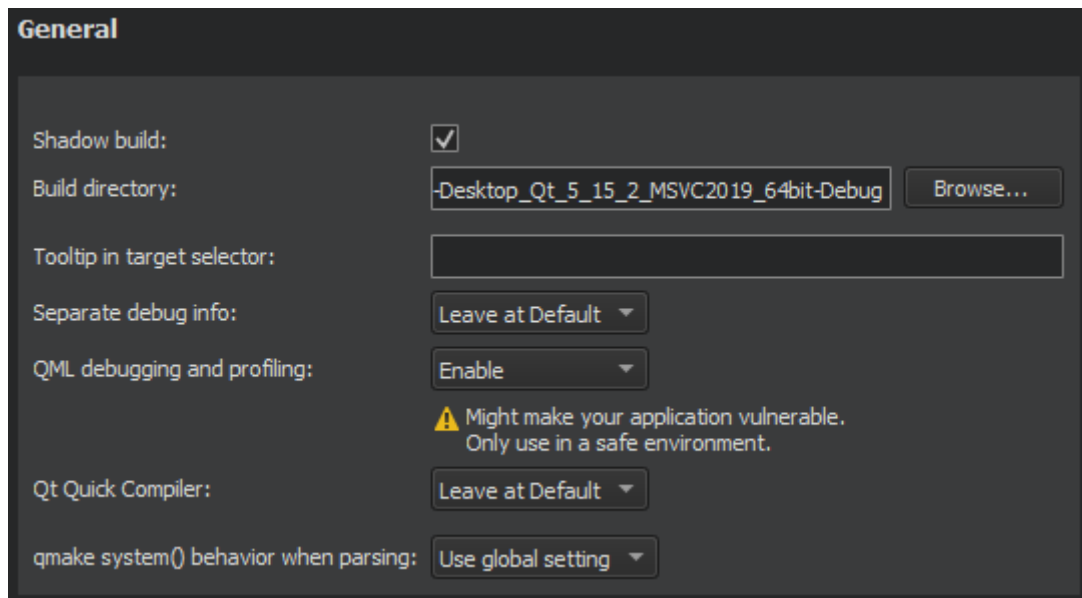 General
Shadow build:
Build directory: -Desktop_Qt_5_15_2_MSVC2019_64bit-Debug Browse...
Tooltip in target selector:
Separate debug info: Leave at Default
QML debugging and profiling: Enable
Might make your application vulnerable.
Only use in a safe environment.
Qt Quick Compiler: Leave at Default
qmake system() behavior when parsing: Use global setting